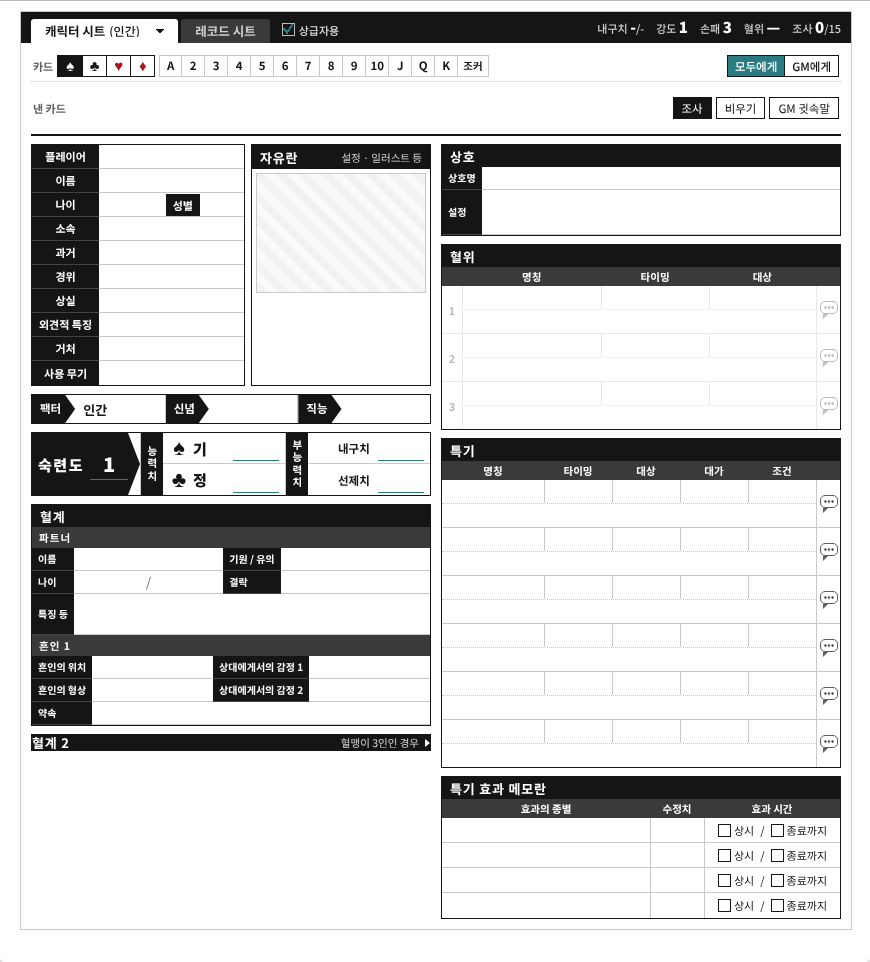 캐릭터 시트 (인간) 레코드 시트 상급자용 내구치 -/- 강도 1 손패 3 혈위 — 조사 0/15
카드 ♠ ♣ ♥ ♦ A 2 3 4 5 6 7 8 9 10 J Q K 조커 모두에게 GM에게
낸 카드 조사 비우기 GM 귓속말
플레이어
이름
나이 성별
소속
과거
경위
상실
외견적 특징
거처
사용 무기
자유란 설정 · 일러스트 등
팩터 인간 신념 직능
숙련도 1 능력치 ♠ 기 ♣ 정 부능력치 내구치 선제치
혈계
파트너
이름 기원 / 유의
나이 / 결락
특징 등
흔인 1
흔인의 위치 상대에게서의 감정 1
흔인의 형상 상대에게서의 감정 2
약속
혈계 2 혈맹이 3인인 경우
상호
상호명
설정
혈위
명칭 타이밍 대상
1
2
3
특기
명칭 타이밍 대상 대가 조건
특기 효과 메모란
효과의 종별 수정치 효과 시간
상시 / 종료까지
상시 / 종료까지
상시 / 종료까지
상시 / 종료까지